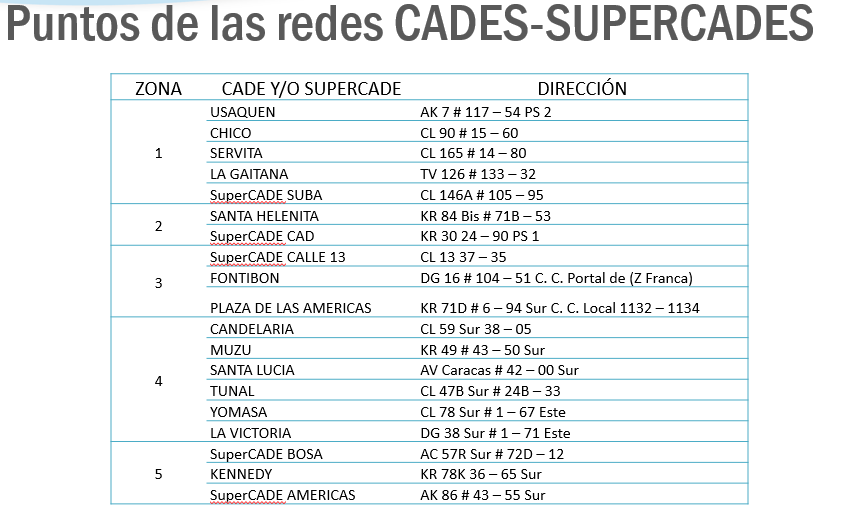 Puntos de las redes CADES-SUPERCADES
ZONA CADE Y/O SUPERCADE DIRECCIÓN
1
USAQUEN AK 7 # 117 – 54 PS 2
CHICO CL 90 # 15 – 60
SERVITA CL 165 # 14 – 80
LA GAITANA TV 126 # 133 – 32
SuperCADE SUBA CL 146A # 105 – 95
2
SANTA HELENITA KR 84 Bis # 71B – 53
SuperCADE CAD KR 30 24 – 90 PS 1
3
SuperCADE CALLE 13 CL 13 37 – 35
FONTIBON DG 16 # 104 – 51 C. C. Portal de (Z Franca)
PLAZA DE LAS AMERICAS KR 71D # 6 – 94 Sur C. C. Local 1132 – 1134
4
CANDELARIA CL 59 Sur 38 – 05
MUZU KR 49 # 43 – 50 Sur
SANTA LUCIA AV Caracas # 42 – 00 Sur
TUNAL CL 47B Sur # 24B – 33
YOMASA CL 78 Sur # 1 – 67 Este
LA VICTORIA DG 38 Sur # 1 – 71 Este
5
SuperCADE BOSA AC 57R Sur # 72D – 12
KENNEDY KR 78K 36 – 65 Sur
SuperCADE AMERICAS AK 86 # 43 – 55 Sur